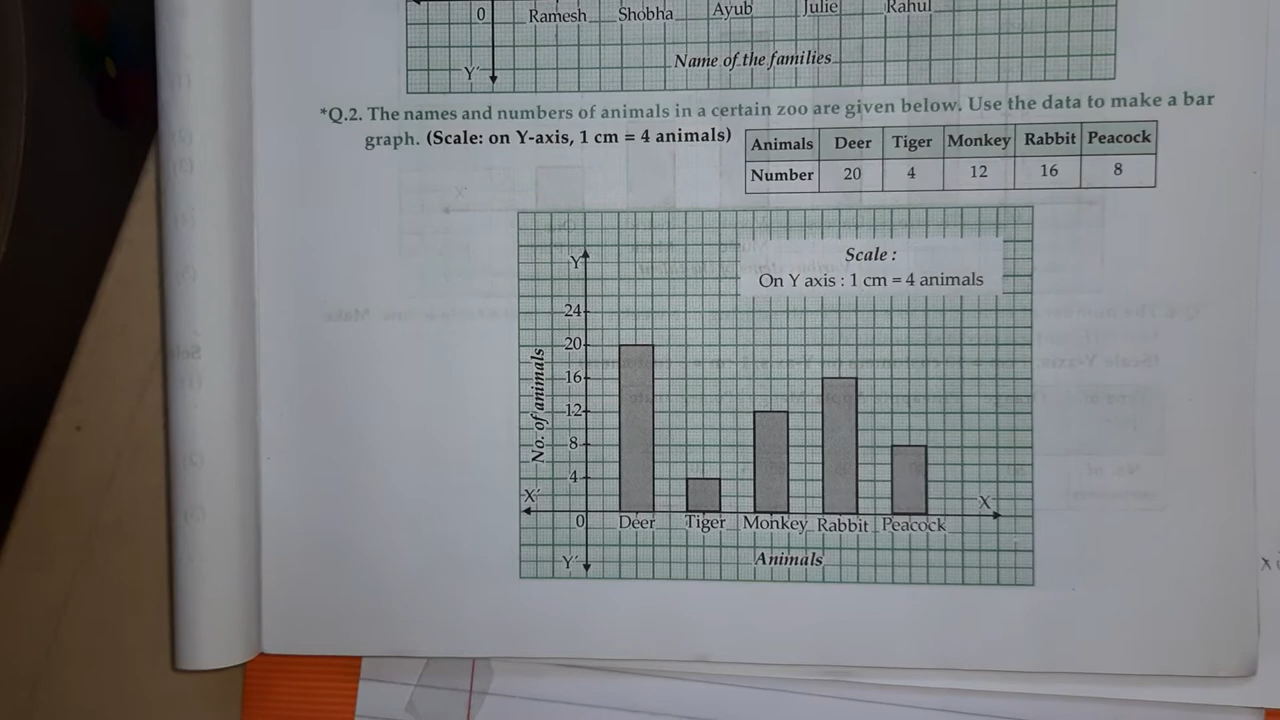 0 Ramesh Shobha Ayub Julie Rahul
Y′ Name of the families
*Q.2. The names and numbers of animals in a certain zoo are given below. Use the data to make a bar
graph. (Scale: on Y-axis, 1 cm = 4 animals)
Animals Deer Tiger Monkey Rabbit Peacock
Number 20 4 12 16 8
Scale :
On Y axis : 1 cm = 4 animals
Y
24
20
16
12
8
4
No. of animals
X′ X
0 Deer Tiger Monkey Rabbit Peacock
Y′ Animals